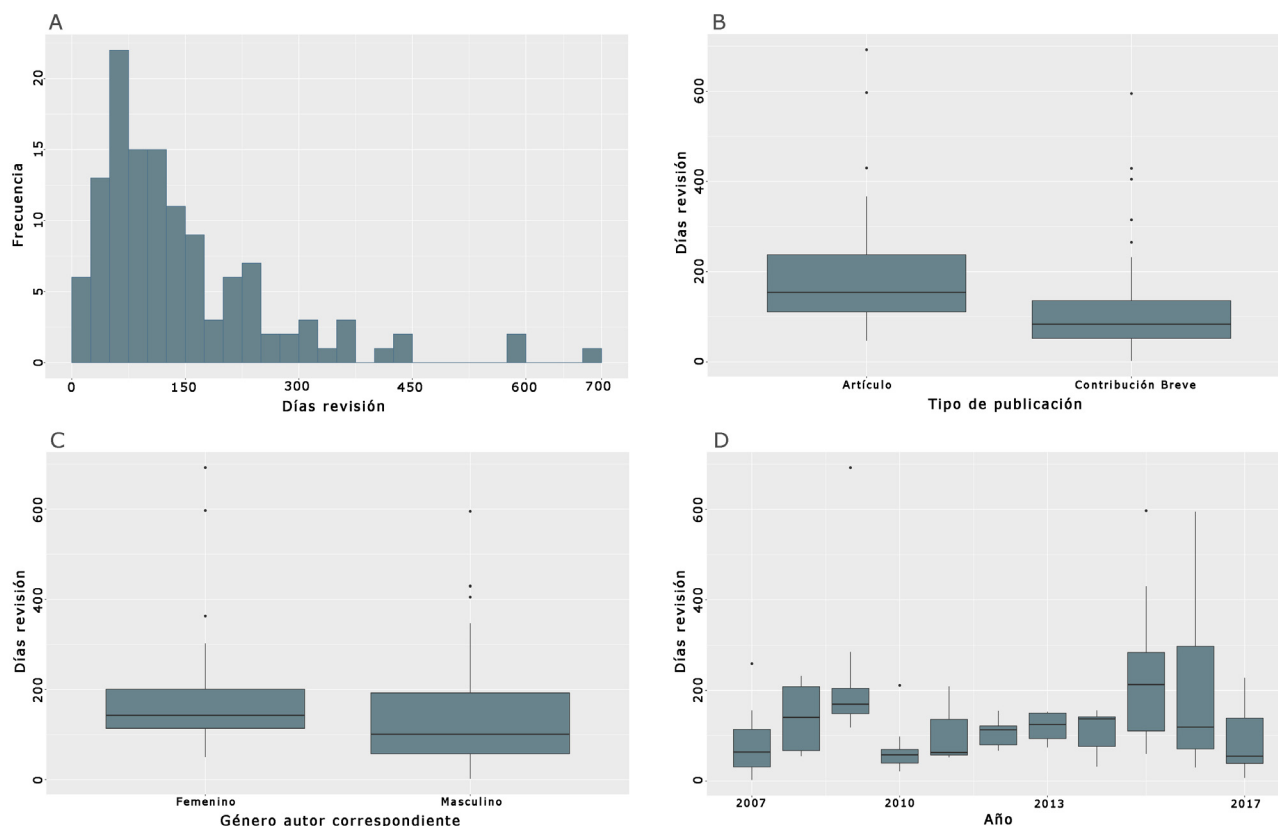 A
Frecuencia
20
15
10
5
0
0 150 300 450 600 700
Días revisión
B
Días revisión
600
400
200
0
Artículo Contribución Breve
Tipo de publicación
C
Días revisión
600
400
200
0
Femenino Masculino
Género autor correspondiente
D
Días revisión
600
400
200
0
2007 2010 2013 2017
Año